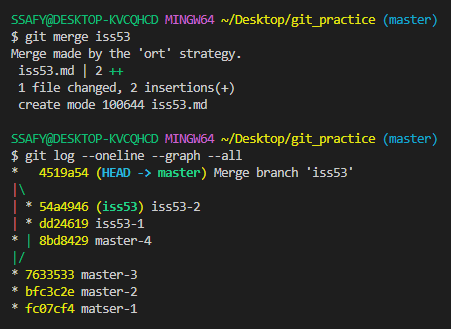 SSAFY@DESKTOP-KVCQHCD MINGW64 ~/Desktop/git_practice (master)
$ git merge iss53
Merge made by the 'ort' strategy.
 iss53.md | 2 ++
 1 file changed, 2 insertions(+)
 create mode 100644 iss53.md
SSAFY@DESKTOP-KVCQHCD MINGW64 ~/Desktop/git_practice (master)
$ git log --oneline --graph --all
*   4519a54 (HEAD -> master) Merge branch 'iss53'
|\
| * 54a4946 (iss53) iss53-2
| * dd24619 iss53-1
* | 8bd8429 master-4
|/
* 7633533 master-3
* bfc3c2e master-2
* fc07cf4 matser-1